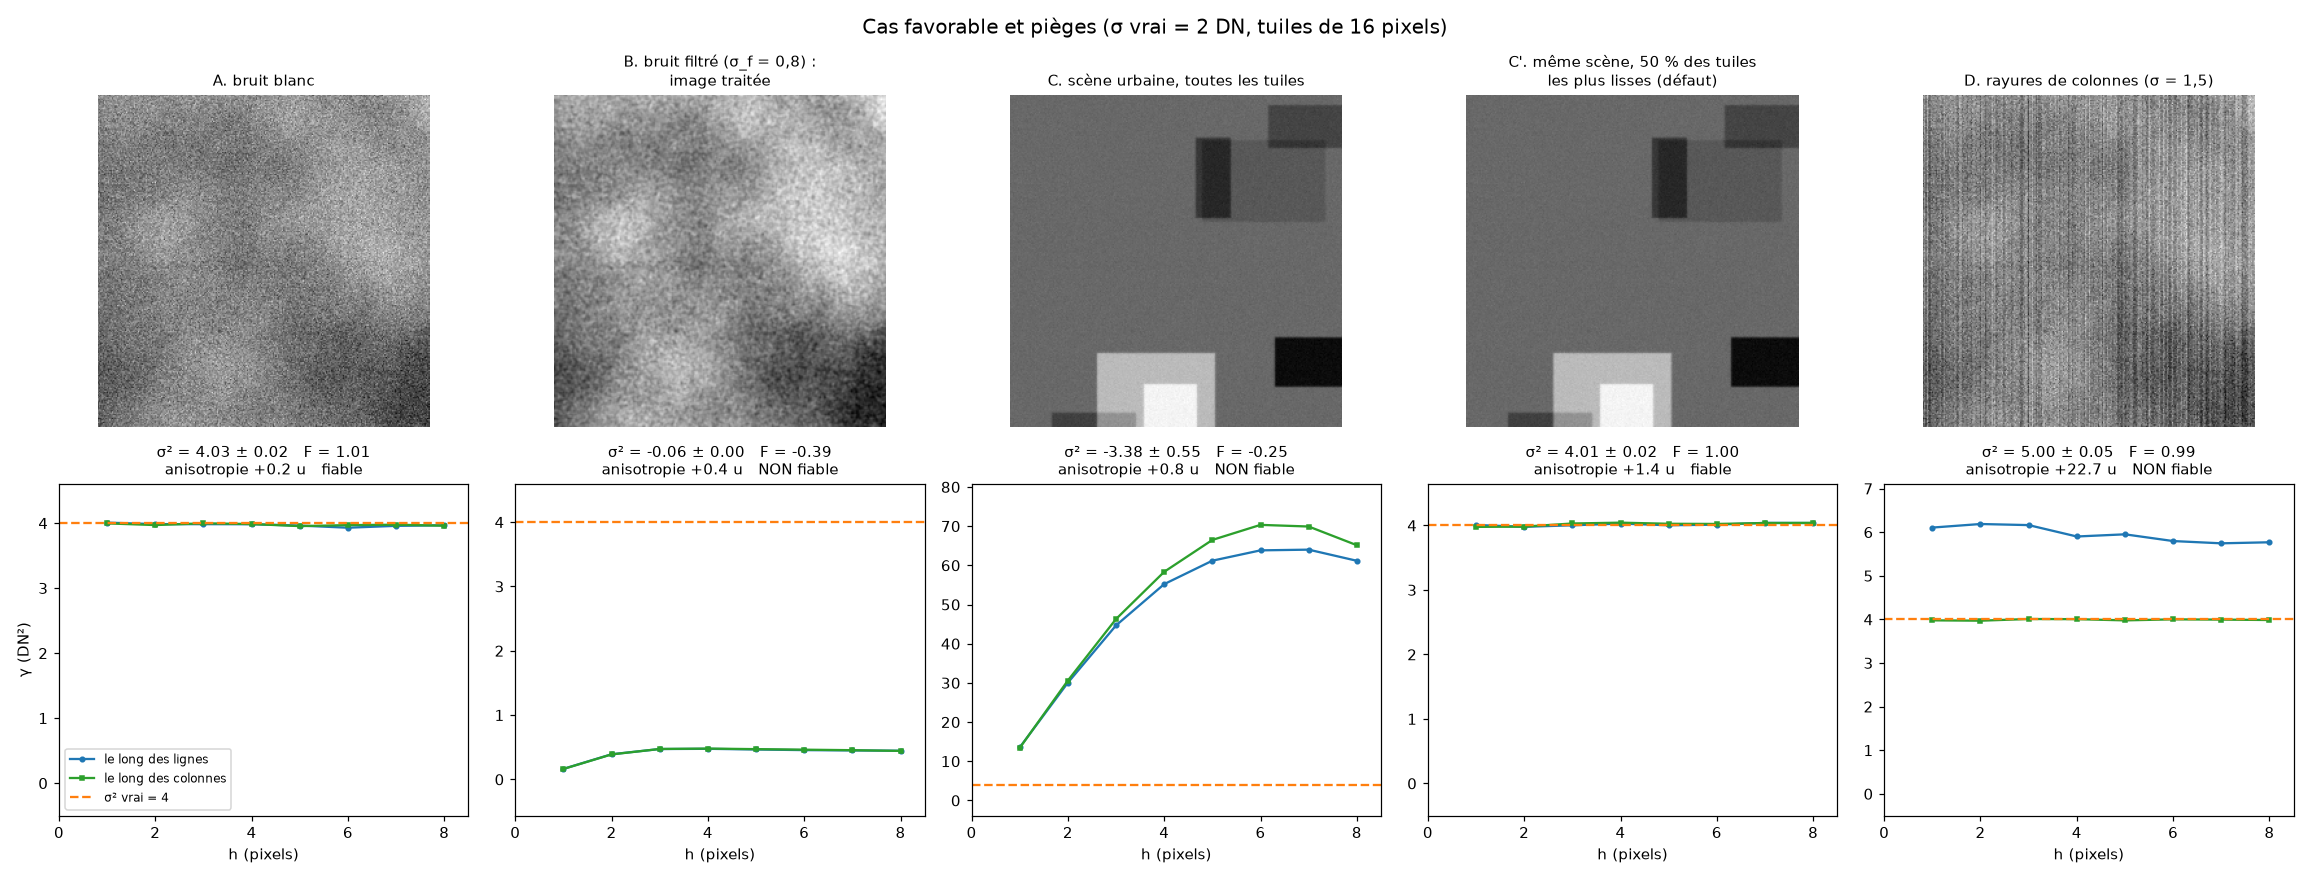 Cas favorable et pièges (σ vrai = 2 DN, tuiles de 16 pixels)
A. bruit blanc
B. bruit filtré (σ_f = 0,8) :
image traitée
C. scène urbaine, toutes les tuiles
C'. même scène, 50 % des tuiles
les plus lisses (défaut)
D. rayures de colonnes (σ = 1,5)
σ² = 4.03 ± 0.02 F = 1.01
anisotropie +0.2 u fiable
σ² = -0.06 ± 0.00 F = -0.39
anisotropie +0.4 u NON fiable
σ² = -3.38 ± 0.55 F = -0.25
anisotropie +0.8 u NON fiable
σ² = 4.01 ± 0.02 F = 1.00
anisotropie +1.4 u fiable
σ² = 5.00 ± 0.05 F = 0.99
anisotropie +22.7 u NON fiable
γ (DN²)
4
3
2
1
0
le long des lignes
le long des colonnes
σ² vrai = 4
0 2 4 6 8
h (pixels)
4
3
2
1
0
0 2 4 6 8
h (pixels)
80
70
60
50
40
30
20
10
0
0 2 4 6 8
h (pixels)
4
3
2
1
0
0 2 4 6 8
h (pixels)
7
6
5
4
3
2
1
0
0 2 4 6 8
h (pixels)